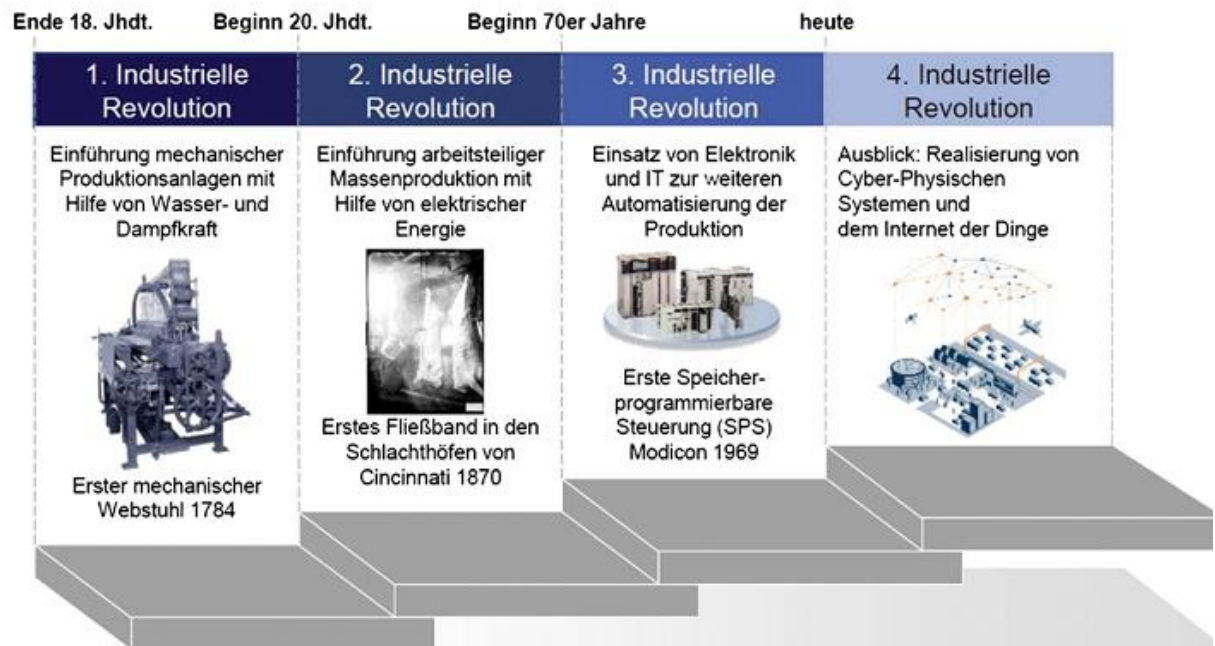 Ende 18. Jhdt.
Beginn 20. Jhdt.
Beginn 70er Jahre
heute
1. Industrielle
Revolution
2. Industrielle
Revolution
3. Industrielle
Revolution
4. Industrielle
Revolution
Einführung mechanischer
Produktionsanlagen mit
Hilfe von Wasser- und
Dampfkraft
Erster mechanischer
Webstuhl 1784
Einführung arbeitsteiliger
Massenproduktion mit
Hilfe von elektrischer
Energie
Erstes Fließband in den
Schlachthöfen von
Cincinnati 1870
Einsatz von Elektronik
und IT zur weiteren
Automatisierung der
Produktion
Erste Speicher-
programmierbare
Steuerung (SPS)
Modicon 1969
Ausblick: Realisierung von
Cyber-Physischen
Systemen und
dem Internet der Dinge